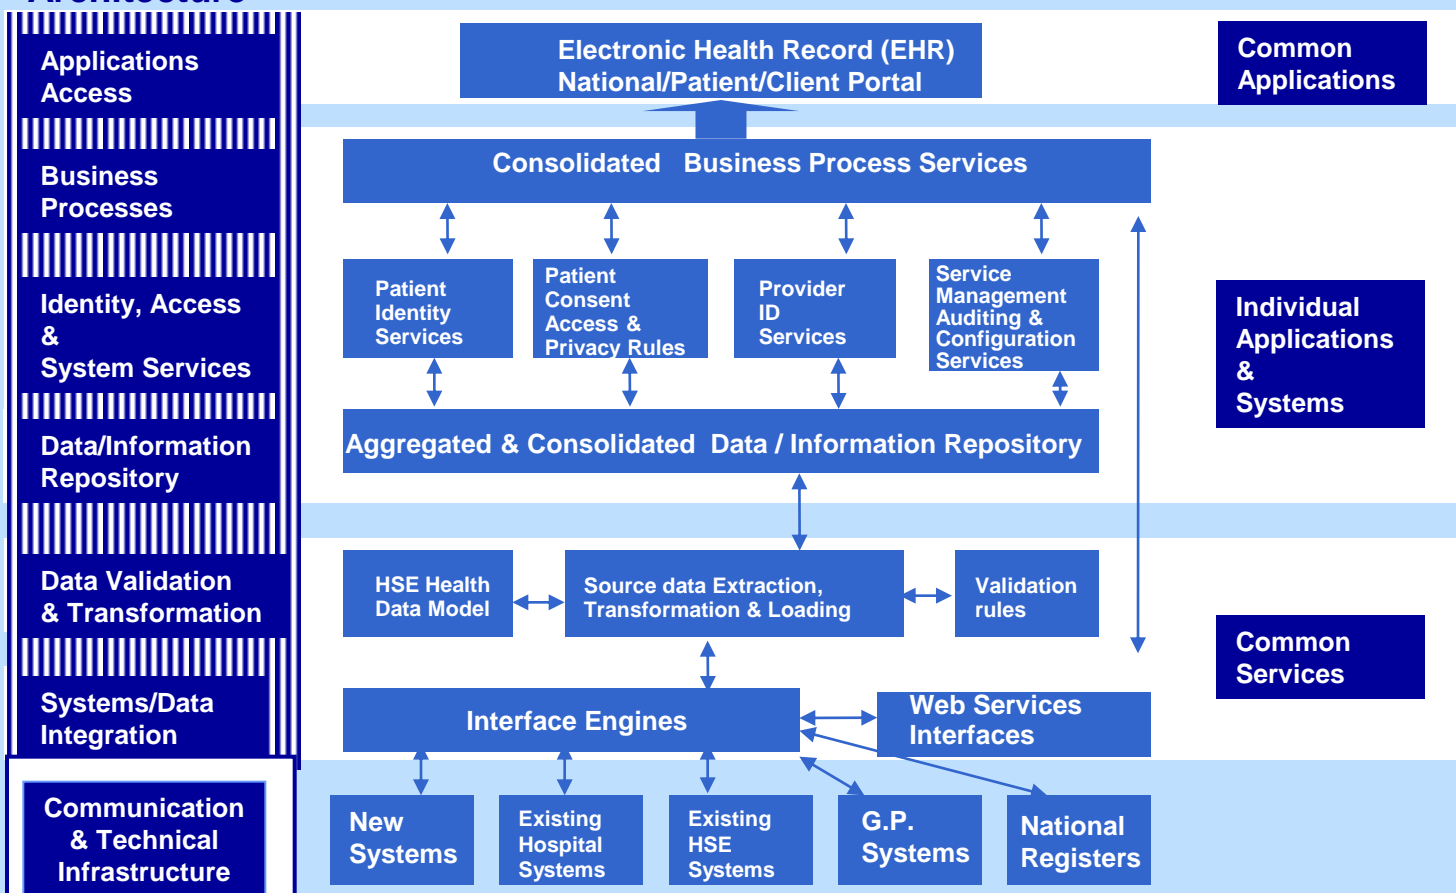 Architecture
Applications
Access
Business
Processes
Identity, Access
&
System Services
Data/Information
Repository
Data Validation
& Transformation
Systems/Data
Integration
Communication
& Technical
Infrastructure
Electronic Health Record (EHR)
National/Patient/Client Portal
Consolidated Business Process Services
Patient
Identity
Services
Patient
Consent
Access &
Privacy Rules
Provider
ID
Services
Service
Management
Auditing &
Configuration
Services
Aggregated & Consolidated Data / Information Repository
HSE Health
Data Model
Source data Extraction,
Transformation & Loading
Validation
rules
Interface Engines
Web Services
Interfaces
New
Systems
Existing
Hospital
Systems
Existing
HSE
Systems
G.P.
Systems
National
Registers
Common
Applications
Individual
Applications
&
Systems
Common
Services